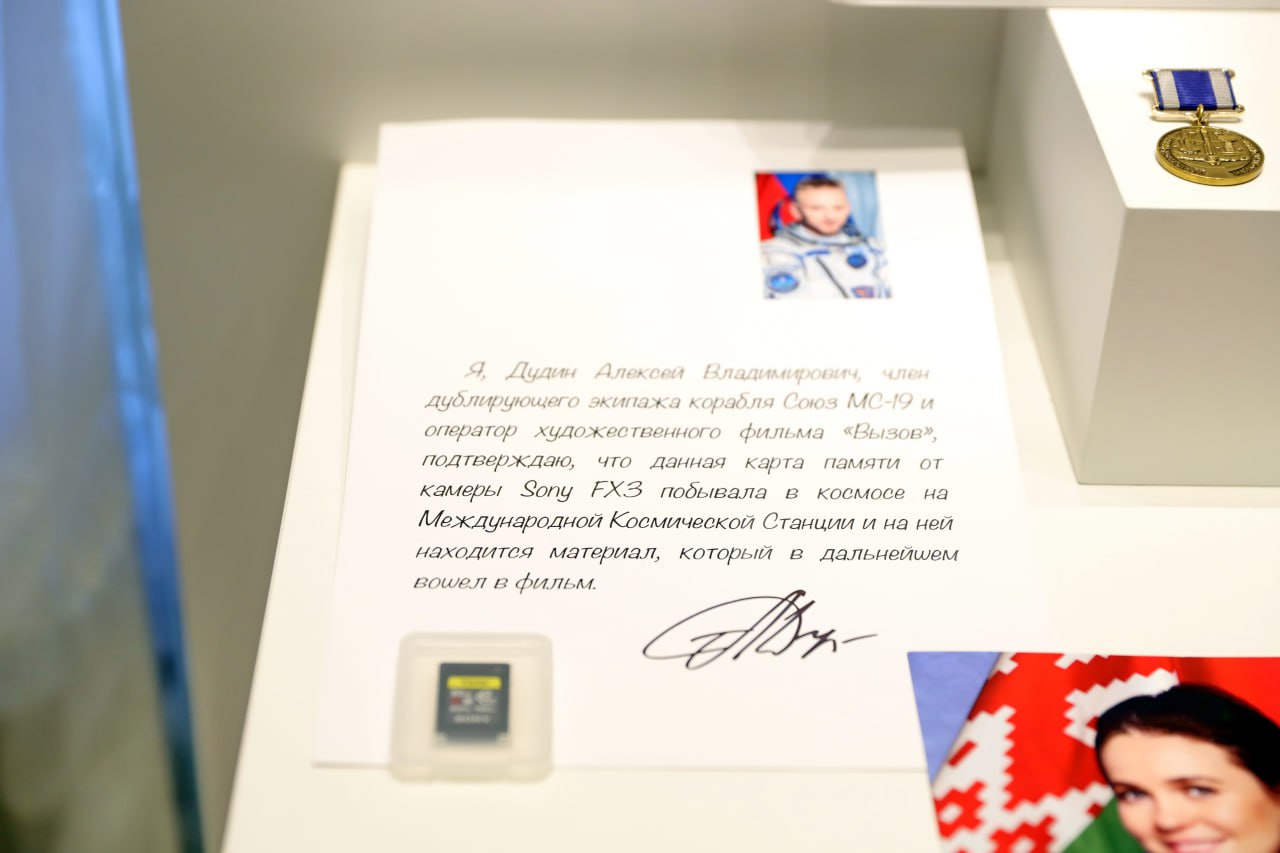 Я, Дудин Алексей Владимирович, член
дублирующего экипажа корабля Союз МС-19 и
оператор художественного фильма «Вызов»,
подтверждаю, что данная карта памяти от
камеры Sony FX3 побывала в космосе на
Международной Космической Станции и на ней
находится материал, который в дальнейшем
вошел в фильм.
SONY